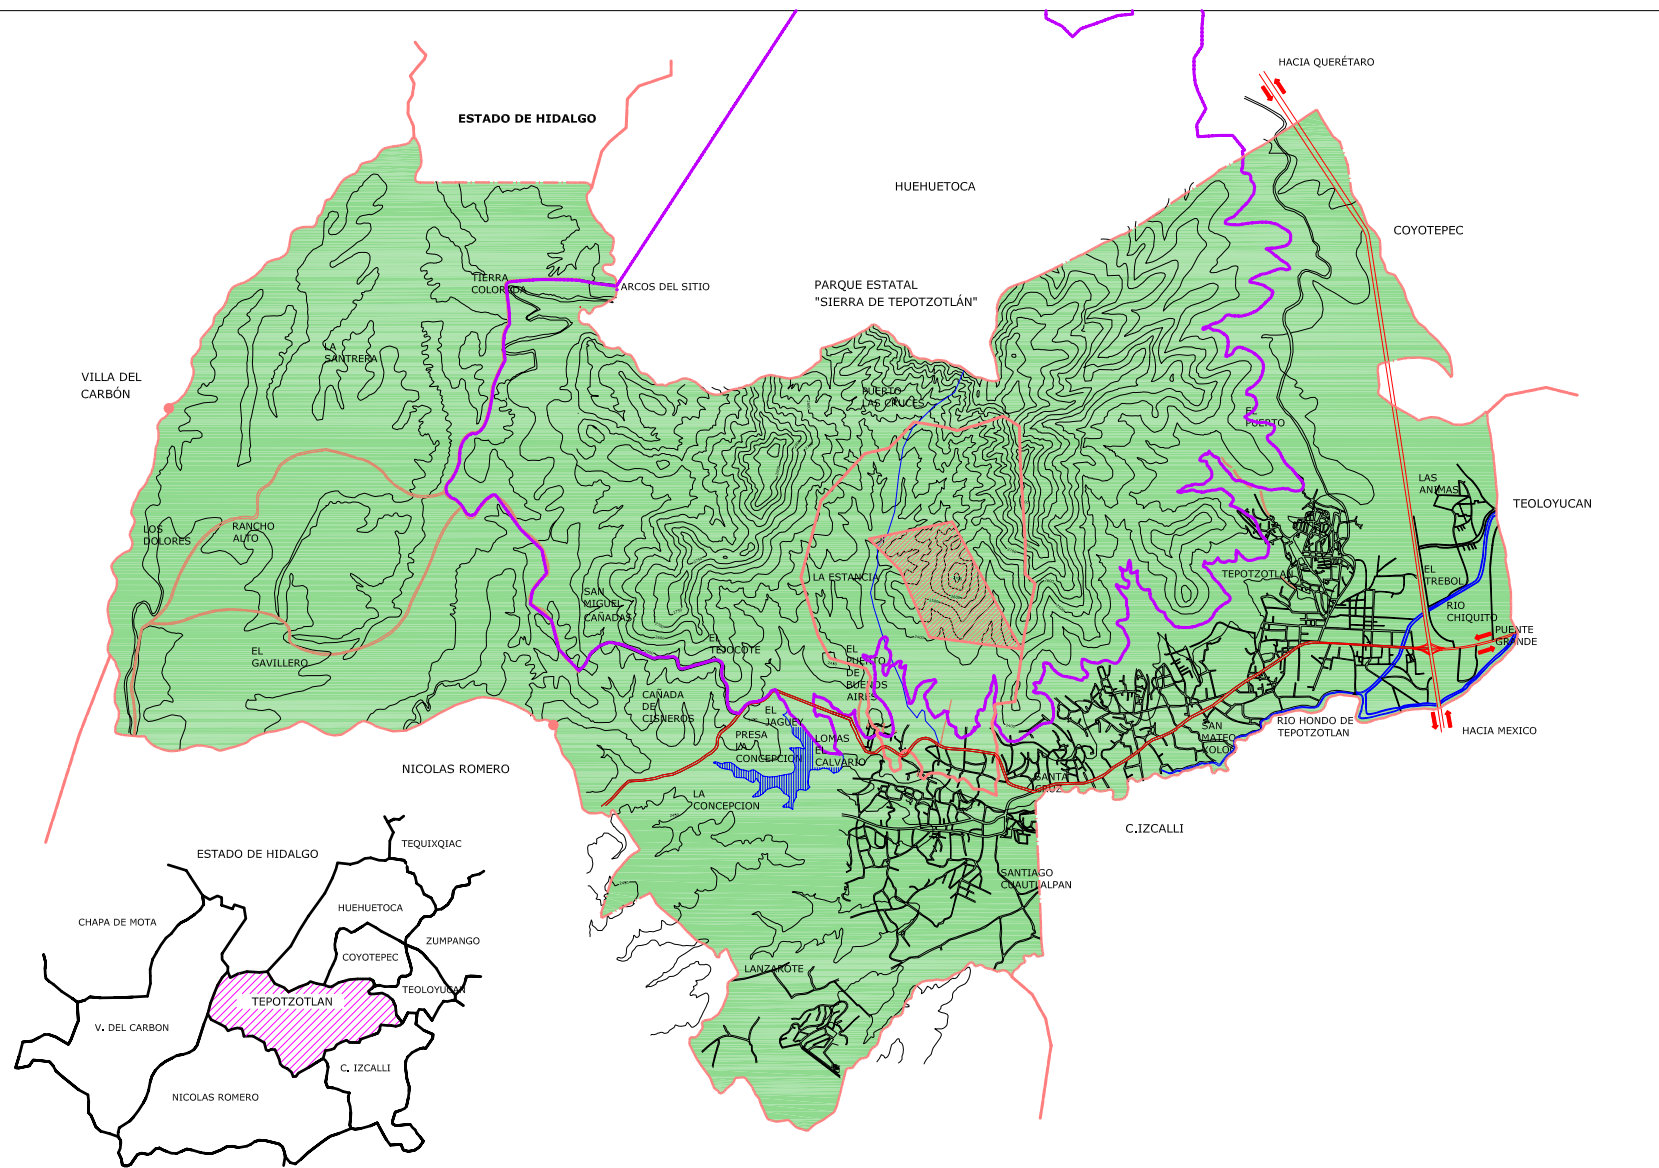 HACIA QUERÉTARO
ESTADO DE HIDALGO
HUEHUETOCA
COYOTEPEC
TIERRA
COLORADA
ARCOS DEL SITIO
PARQUE ESTATAL
"SIERRA DE TEPOTZOTLÁN"
LA
SANTRERA
VILLA DEL
CARBÓN
PUERTO
LAS CRUCES
EL
PUERTO
LAS
ANIMAS
TEOLOYUCAN
LOS
DOLORES
RANCHO
ALTO
LA ESTANCIA
TEPOTZOTLAN
EL
TREBOL
SAN
MIGUEL
CAÑADAS
RIO
CHIQUITO
PUENTE
GRANDE
EL
TEJOCOTE
EL
GAVILLERO
EL
PUERTO
DE
BUENOS
AIRES
CAÑADA
DE
CISNEROS
EL
JAGUEY
PRESA
LA
CONCEPCION
LOMAS
EL
CALVARIO
SAN
MATEO
XOLOC
RIO HONDO DE
TEPOTZOTLAN
HACIA MEXICO
NICOLAS ROMERO
SANTA
CRUZ
LA
CONCEPCION
C.IZCALLI
SANTIAGO
CUAUTLALPAN
LANZAROTE
TEQUIXQIAC
ESTADO DE HIDALGO
HUEHUETOCA
CHAPA DE MOTA
ZUMPANGO
COYOTEPEC
TEOLOYUCAN
TEPOTZOTLAN
V. DEL CARBON
C. IZCALLI
NICOLAS ROMERO